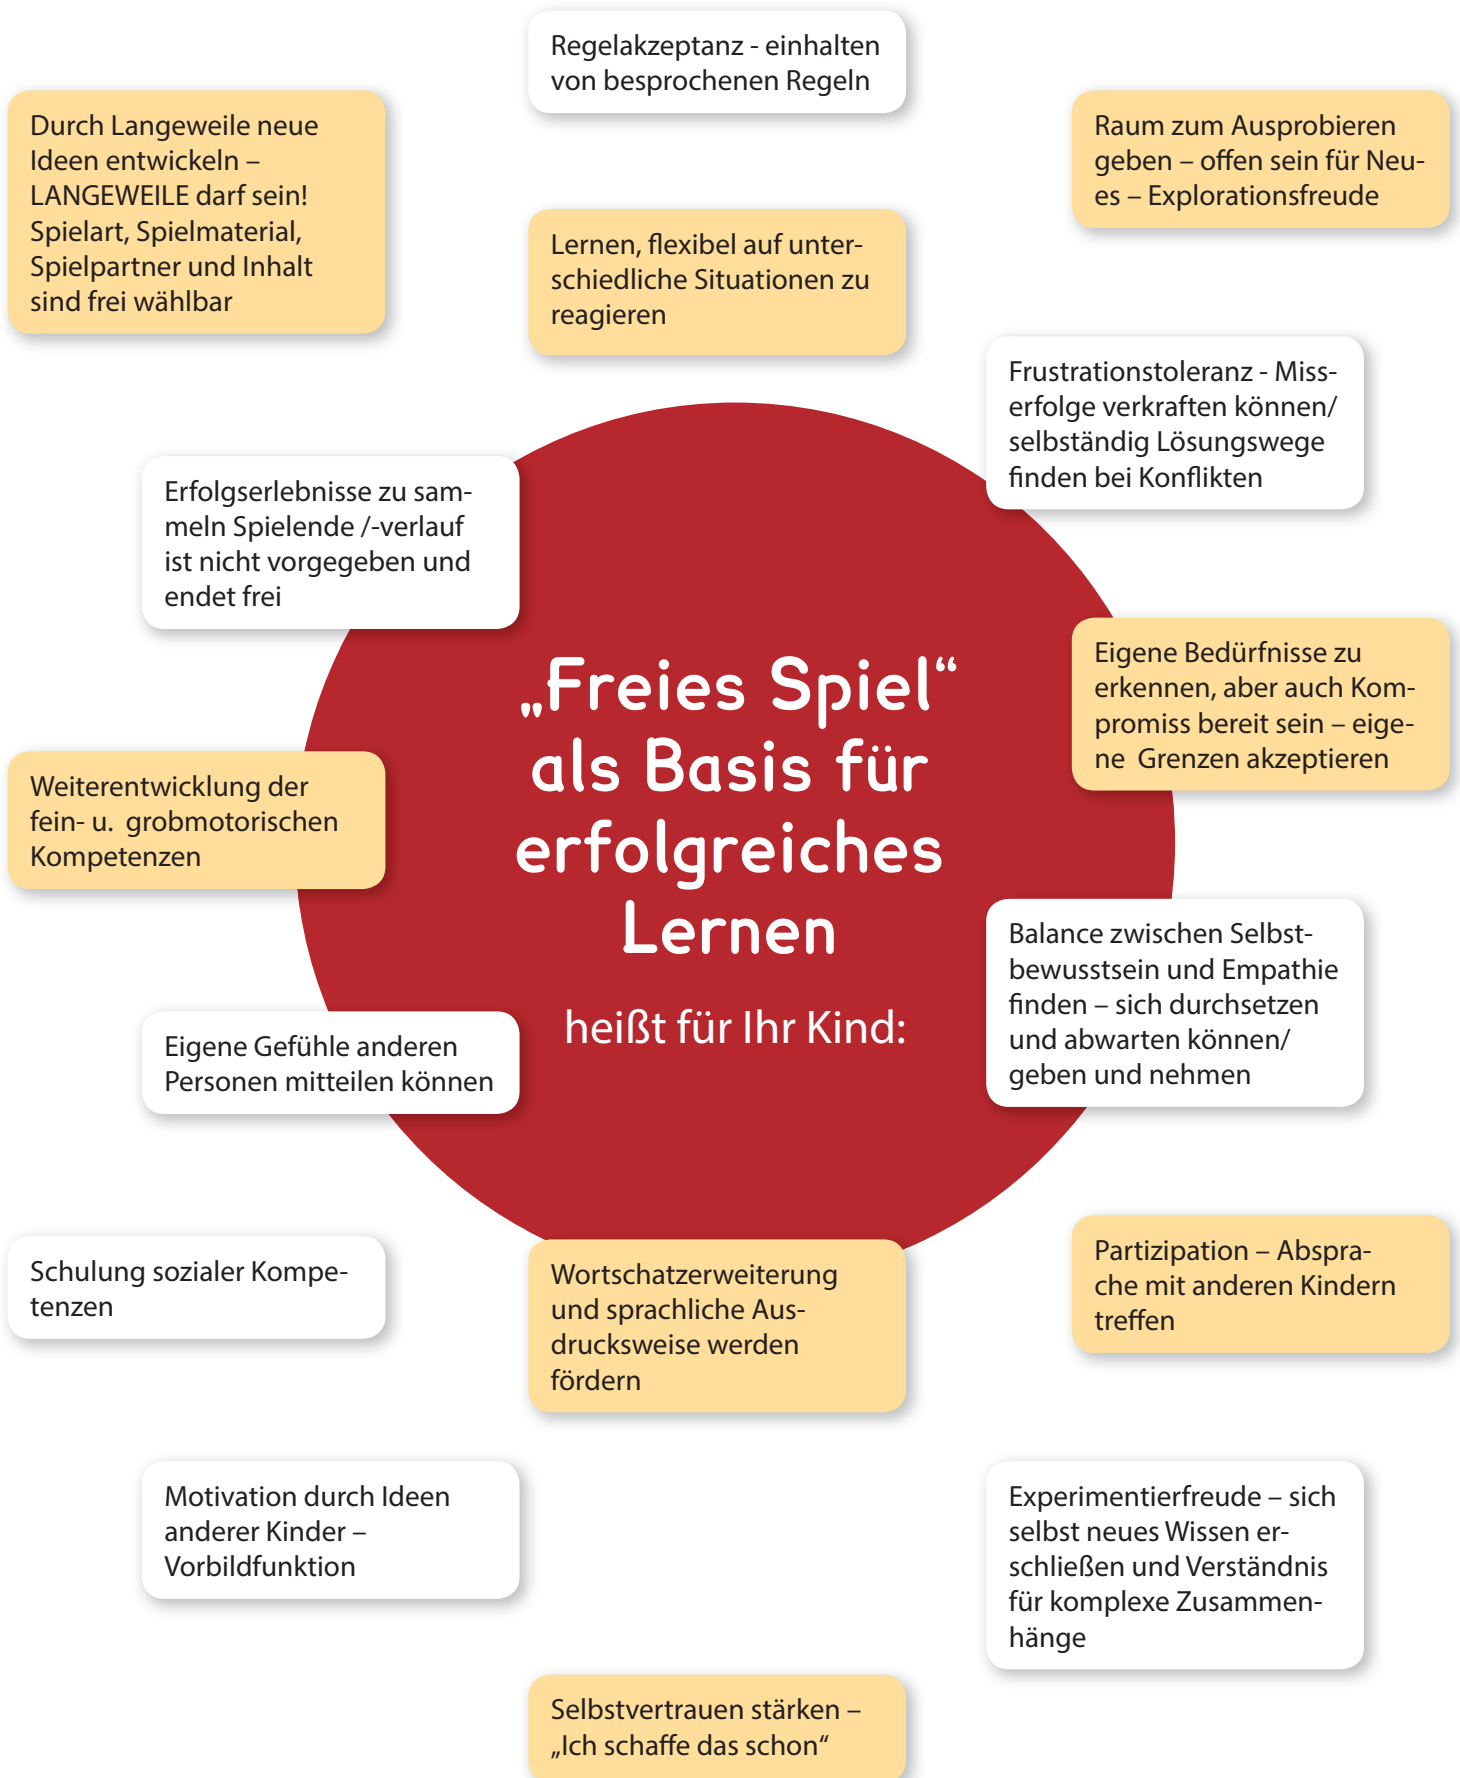 Regelakzeptanz - einhalten
von besprochenen Regeln
Durch Langeweile neue
Ideen entwickeln –
LANGEWEILE darf sein!
Spielart, Spielmaterial,
Spielpartner und Inhalt
sind frei wählbar
Raum zum Ausprobieren
geben – offen sein für Neu-
es – Explorationsfreude
Lernen, flexibel auf unter-
schiedliche Situationen zu
reagieren
Frustrationstoleranz - Miss-
erfolge verkraften können/
selbständig Lösungswege
finden bei Konflikten
Erfolgserlebnisse zu sam-
meln Spielende /-verlauf
ist nicht vorgegeben und
endet frei
„Freies Spiel“
als Basis für
erfolgreiches
Lernen
heißt für Ihr Kind:
Eigene Bedürfnisse zu
erkennen, aber auch Kom-
promiss bereit sein – eige-
ne Grenzen akzeptieren
Weiterentwicklung der
fein- u. grobmotorischen
Kompetenzen
Balance zwischen Selbst-
bewusstsein und Empathie
finden – sich durchsetzen
und abwarten können/
geben und nehmen
Eigene Gefühle anderen
Personen mitteilen können
Schulung sozialer Kompe-
tenzen
Wortschatzerweiterung
und sprachliche Aus-
drucksweise werden
fördern
Partizipation – Abspra-
che mit anderen Kindern
treffen
Motivation durch Ideen
anderer Kinder –
Vorbildfunktion
Experimentierfreude – sich
selbst neues Wissen er-
schließen und Verständnis
für komplexe Zusammen-
hänge
Selbstvertrauen stärken –
„Ich schaffe das schon“